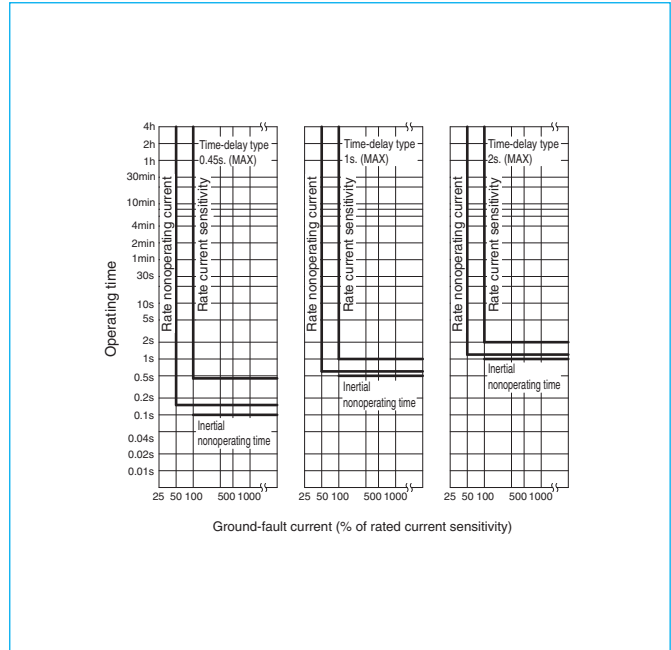 Operating time
4h
2h
1h
30min
10min
4min
2min
1min
30s
10s
5s
2s
1s
0.5s
0.2s
0.1s
0.04s
0.02s
0.01s
Rate nonoperating current
Rate current sensitivity
Time-delay type
0.45s. (MAX)
Inertial
nonoperating time
25 50 100 500 1000
Rate nonoperating current
Rate current sensitivity
Time-delay type
1s. (MAX)
Inertial
nonoperating time
25 50 100 500 1000
Rate nonoperating current
Rate current sensitivity
Time-delay type
2s. (MAX)
Inertial
nonoperating time
25 50 100 500 1000
Ground-fault current (% of rated current sensitivity)